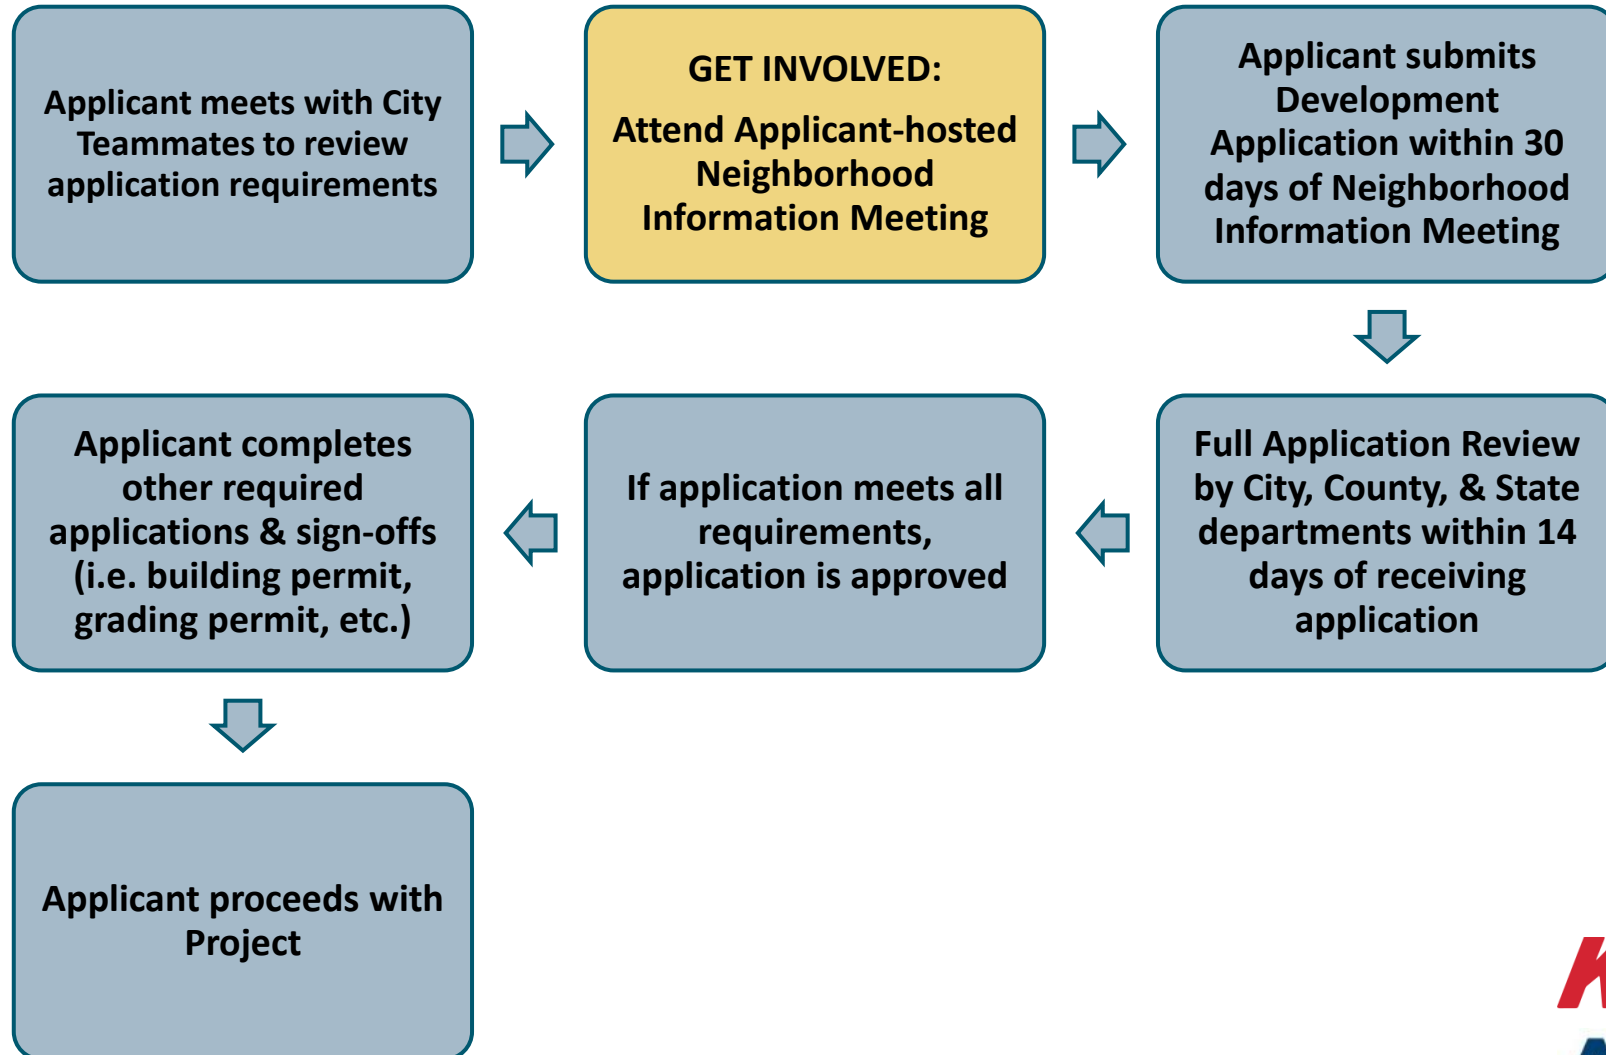 Applicant meets with City
Teammates to review
application requirements
GET INVOLVED:
Attend Applicant-hosted
Neighborhood
Information Meeting
Applicant submits
Development
Application within 30
days of Neighborhood
Information Meeting
Full Application Review
by City, County, & State
departments within 14
days of receiving
application
If application meets all
requirements,
application is approved
Applicant completes
other required
applications & sign-offs
(i.e. building permit,
grading permit, etc.)
Applicant proceeds with
Project